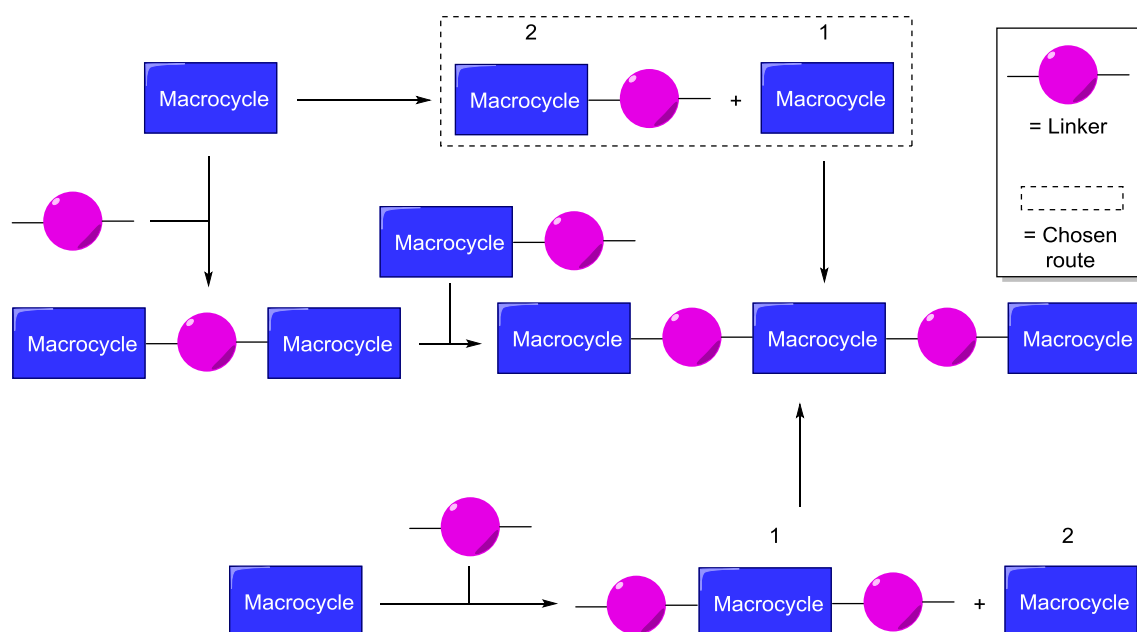 2 1
Macrocycle Macrocycle + Macrocycle
= Linker
Macrocycle
= Chosen
route
Macrocycle Macrocycle Macrocycle Macrocycle Macrocycle
1 2
Macrocycle Macrocycle + Macrocycle